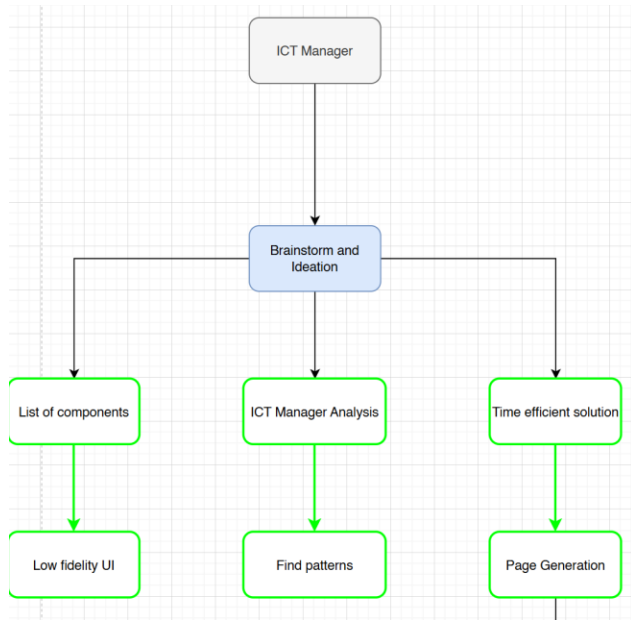 ICT Manager
Brainstorm and
Ideation
List of components
ICT Manager Analysis
Time efficient solution
Low fidelity UI
Find patterns
Page Generation